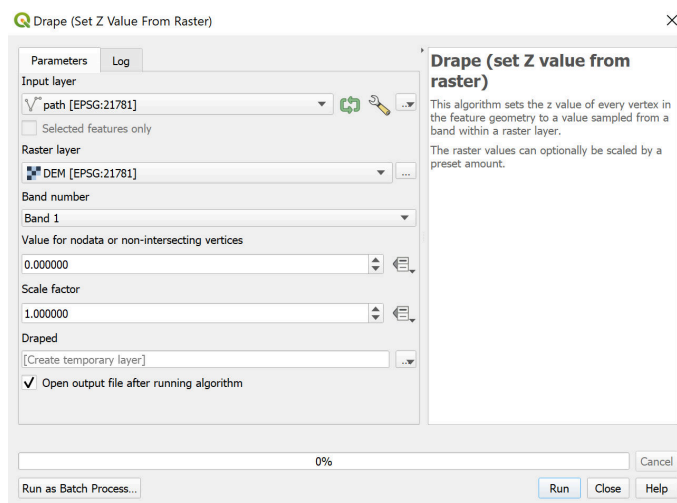 Drape (Set Z Value From Raster)
Parameters
Log
Input layer
path [EPSG:21781]
Selected features only
Raster layer
DEM [EPSG:21781]
...
Band number
Band 1
Value for nodata or non-intersecting vertices
0.000000
Scale factor
1.000000
Draped
[Create temporary layer]
Open output file after running algorithm
Drape (set Z value from
raster)
This algorithm sets the z value of every vertex in
the feature geometry to a value sampled from a
band within a raster layer.
The raster values can optionally be scaled by a
preset amount.
0%
Cancel
Run as Batch Process...
Run
Close
Help